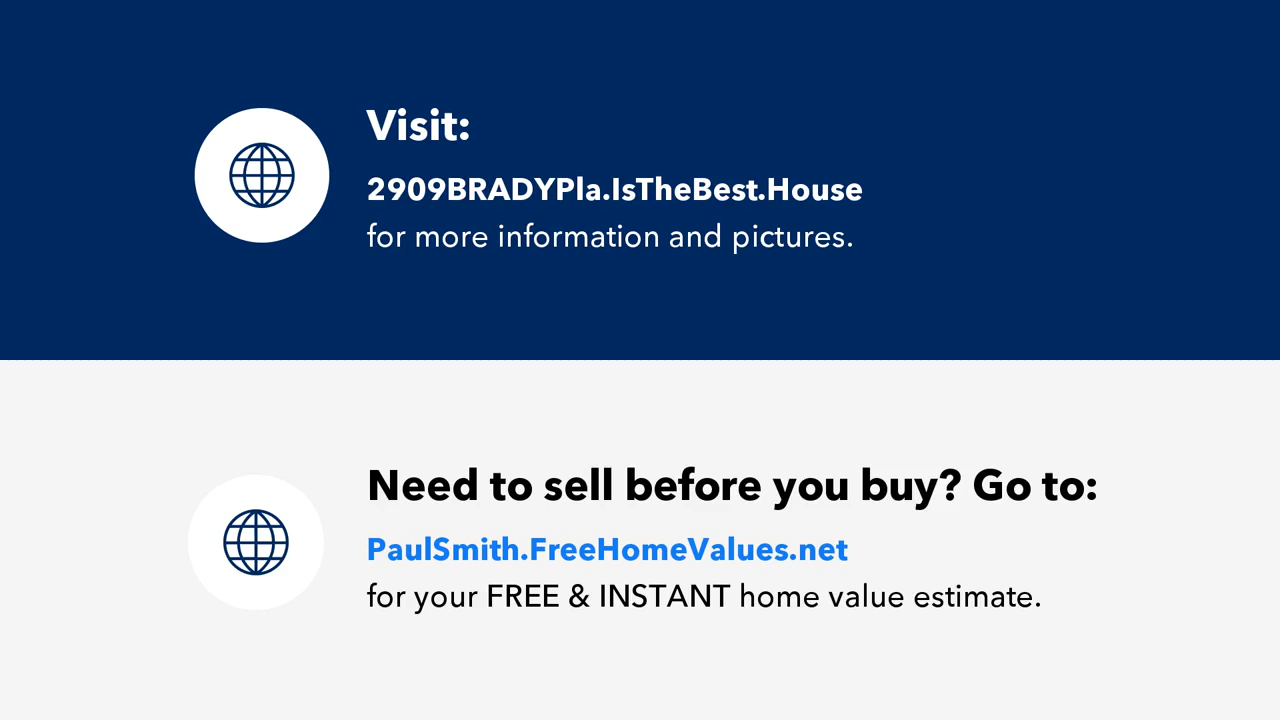 Visit:
2909BRADYPla.IsTheBest.House
for more information and pictures.
Need to sell before you buy? Go to:
PaulSmith.FreeHomeValues.net
for your FREE & INSTANT home value estimate.